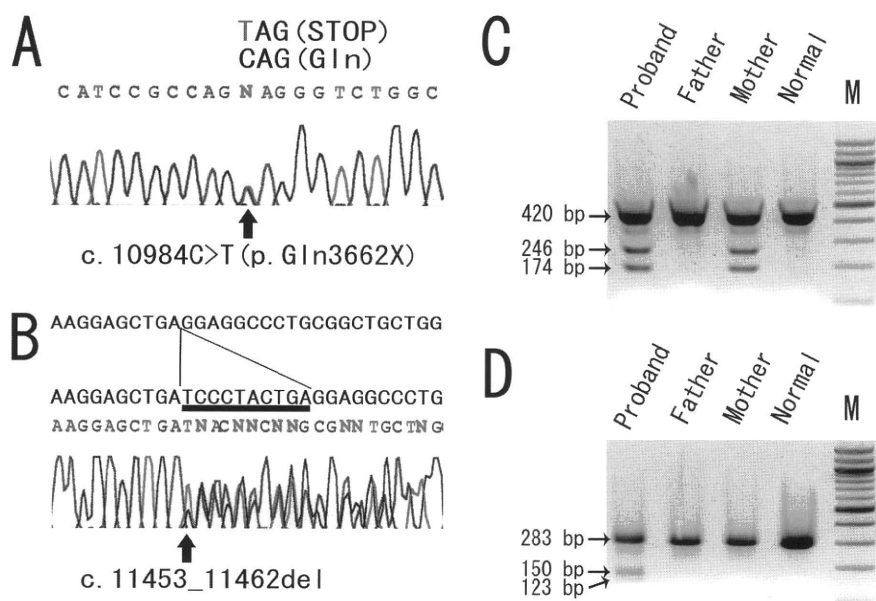 A
TAG(STOP)
CAG(Gln)
CATCCGCCAGNAGGGTCTGGC
c.10984C>T(p.Gln3662X)
B
AAGGAGCTGAGGAGGCCCTGCGGCTGCTGG
AAGGAGCTGATCCCTACTGAGGAGGCCCTG
AAGGAGCTGATNACNNCNNGCGNNTGCTNG
c.11453_11462del
C
Proband Father Mother Normal M
420 bp
246 bp
174 bp
D
Proband Father Mother Normal M
283 bp
150 bp
123 bp